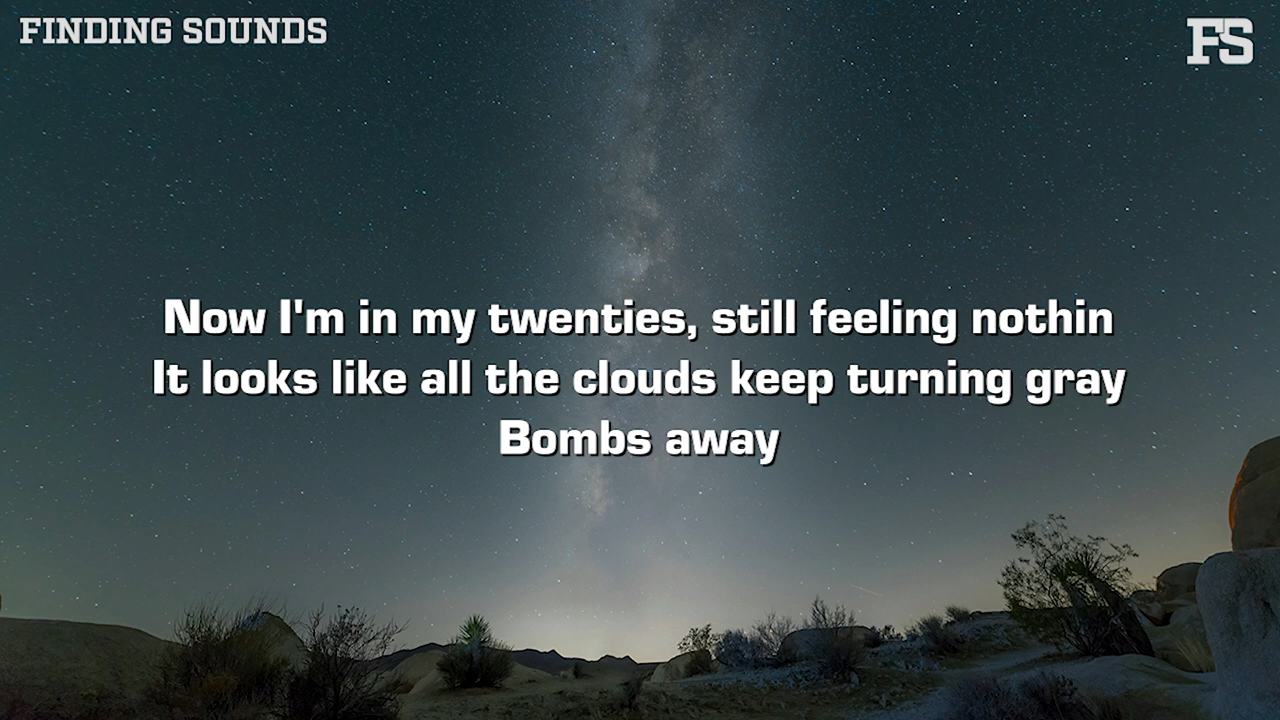 FINDING SOUNDS
FS
Now I'm in my twenties, still feeling nothin
It looks like all the clouds keep turning gray
Bombs away